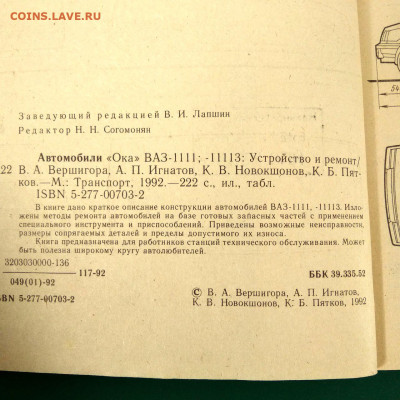 COINS.LAV.RU
Заведующий редакцией В. И. Лапшин
Редактор Н. Н. Согомонян
Автомобили «Ока» ВАЗ-1111; -11113: Устройство и ремонт/
22 В. А. Вершигора, А. П. Игнатов, К. В. Новокшонов, К. Б. Пят-
ков.—М.: Транспорт, 1992.—222 с., ил., табл.
ISBN 5-277-00703-2
В книге дано краткое описание конструкции автомобилей ВАЗ-1111, -11113. Изло-
жены методы ремонта автомобилей на базе готовых запасных частей с применением
специального инструмента и приспособлений. Приведены возможные неисправности,
размеры сопрягаемых деталей и пределы допустимого их износа.
Книга предназначена для работников станций технического обслуживания. Может
быть полезна широкому кругу автолюбителей.
3203030000-136
117-92
049(01)-92
ББК 39.335.52
ISBN 5-277-00703-2
© В. А. Вершигора, А. П. Игнатов,
К. В. Новокшонов, К. Б. Пятков, 1992
54